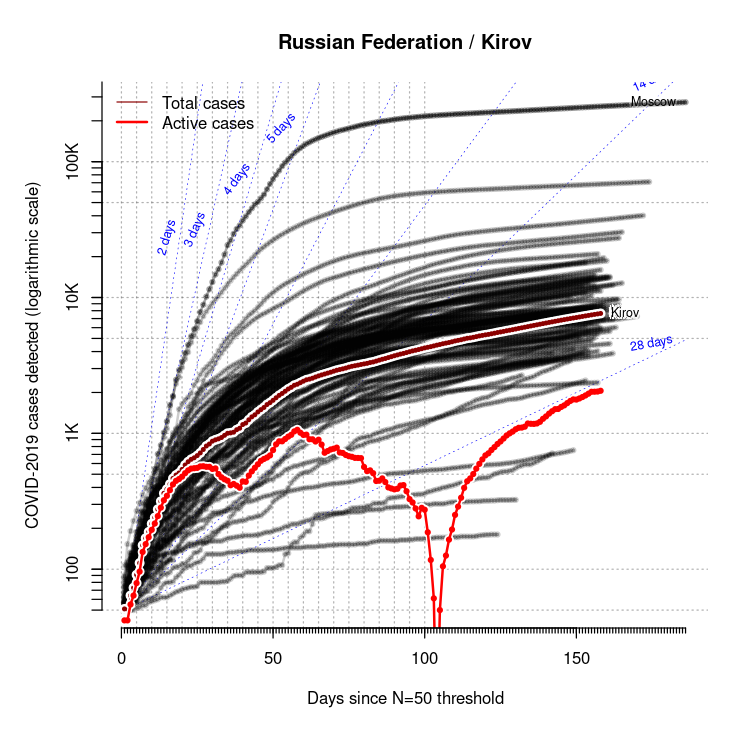 Russian Federation / Kirov
Total cases
Active cases
2 days
3 days
4 days
5 days
14
Moscow
Kirov
28 days
COVID-2019 cases detected (logarithmic scale)
100K
10K
1K
100
0
50
100
150
Days since N=50 threshold